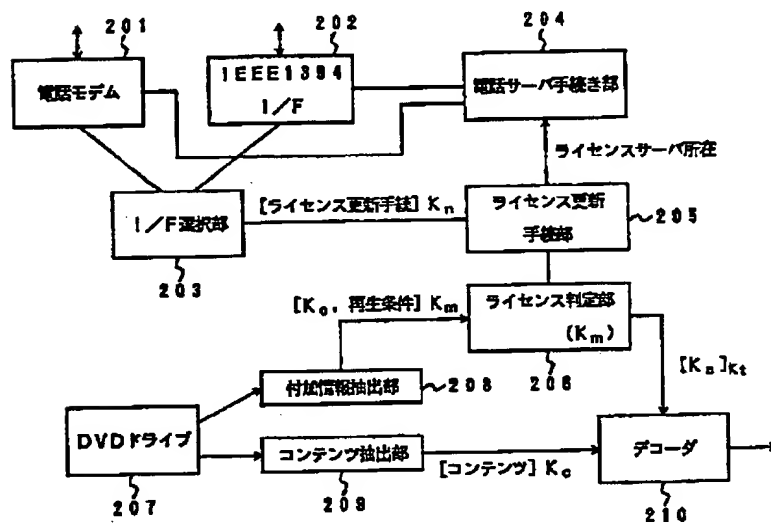 201
202
204
電話モデム
IEEE1394
I/F
電話サーバ手続き部
ライセンスサーバ所在
I/F選択部
203
[ライセンス更新手続] Kn
ライセンス更新
手続部
205
[Kc, 再生条件] Km
ライセンス判定部
(Km)
206
付加情報抽出部
208
DVDドライブ
207
コンテンツ抽出部
209
[コンテンツ] Kc
デコーダ
210